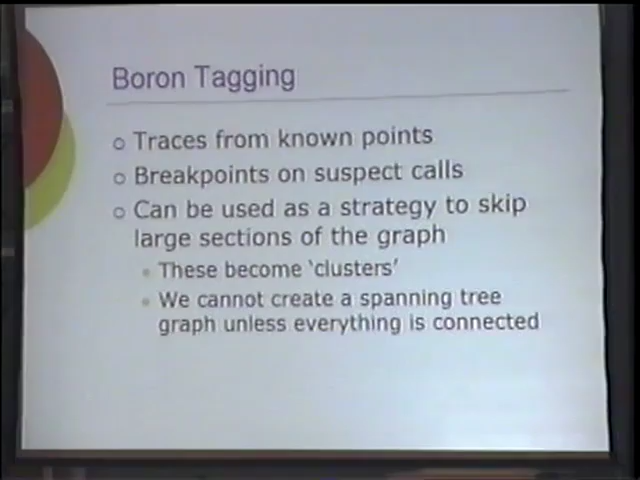 Boron Tagging
Traces from known points
Breakpoints on suspect calls
Can be used as a strategy to skip
large sections of the graph
These become 'clusters'
We cannot create a spanning tree
graph unless everything is connected